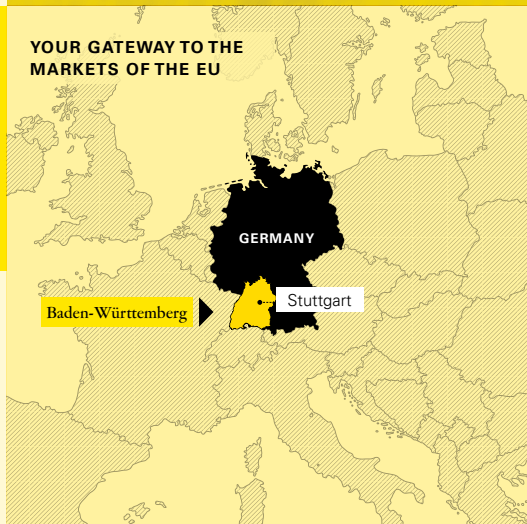 YOUR GATEWAY TO THE
MARKETS OF THE EU
GERMANY
Stuttgart
Baden-Württemberg